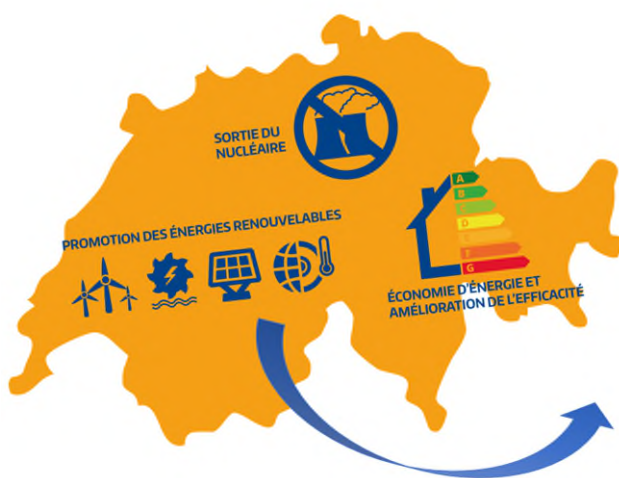 SORTIE DU
NUCLÉAIRE
PROMOTION DES ÉNERGIES RENOUVELABLES
A
B
C
D
E
F
G
ÉCONOMIE D'ÉNERGIE ET
AMÉLIORATION DE L'EFFICACITÉ